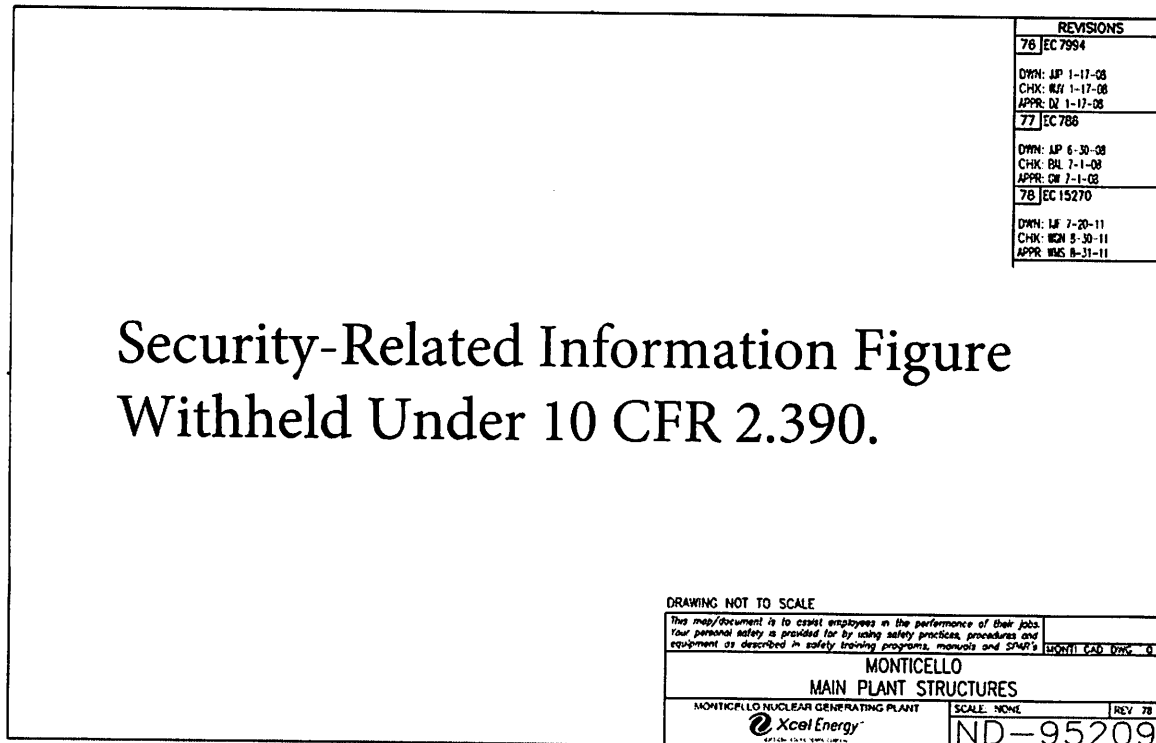 REVISIONS
76 EC 7994
DWN: JJP 1-17-08
CHK: 1-17-08
APPR: DZ 1-17-08
77 EC 786
DWN: JJP 6-30-08
CHK: BAL 7-1-08
APPR: GW 7-1-08
78 EC 15270
DWN: 7-20-11
CHK: 8-30-11
APPR WMS 8-31-11
Security-Related Information Figure
Withheld Under 10 CFR 2.390.
DRAWING NOT TO SCALE
This map/document is to assist employees in the performance of their jobs.
Your personal safety is provided for by using safety practices, procedures and
equipment as described in safety training programs, manuals and SPAR's
MONTI CAD DWG
MONTICELLO
MAIN PLANT STRUCTURES
MONTICELLO NUCLEAR GENERATING PLANT
Xcel Energy
SCALE: NONE
REV 78
ND-95209